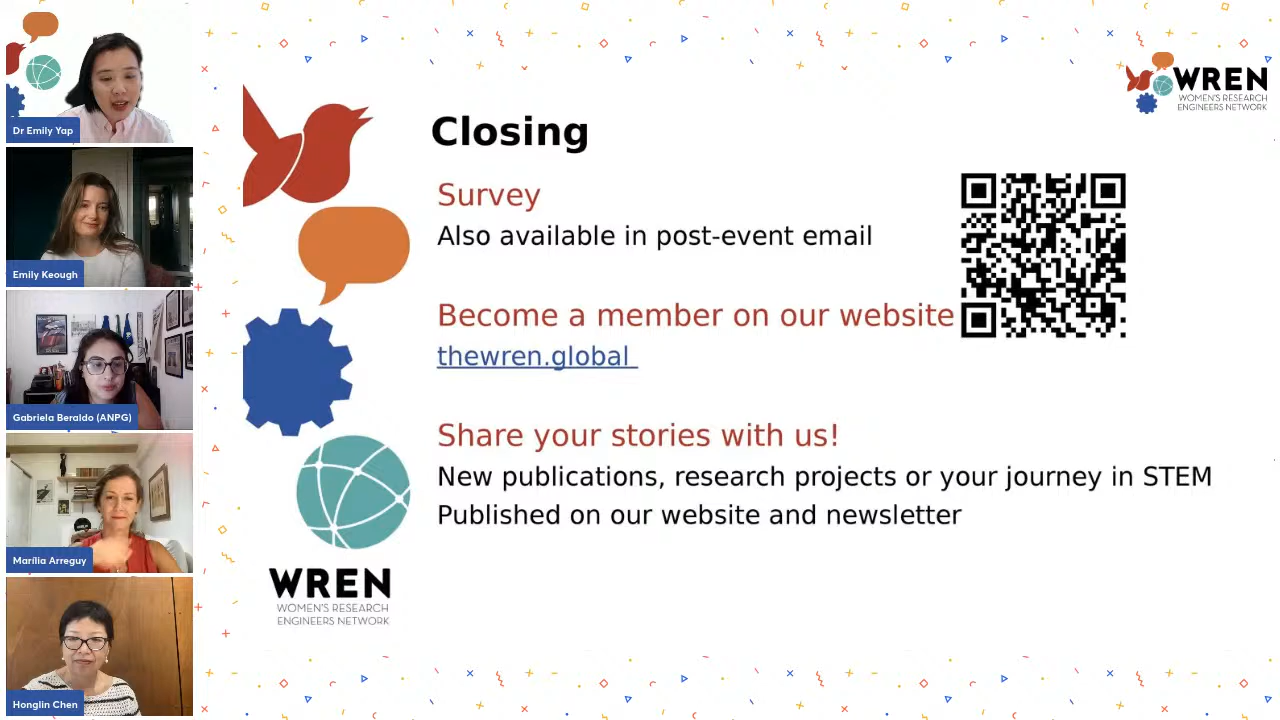 Dr Emily Yap
Emily Keough
Gabriela Beraldo (ANPG)
Marília Arreguy
Honglin Chen
WREN
WOMEN'S RESEARCH
ENGINEERS NETWORK
Closing
Survey
Also available in post-event email
Become a member on our website
thewren.global
Share your stories with us!
New publications, research projects or your journey in STEM
Published on our website and newsletter
WREN
WOMEN'S RESEARCH
ENGINEERS NETWORK